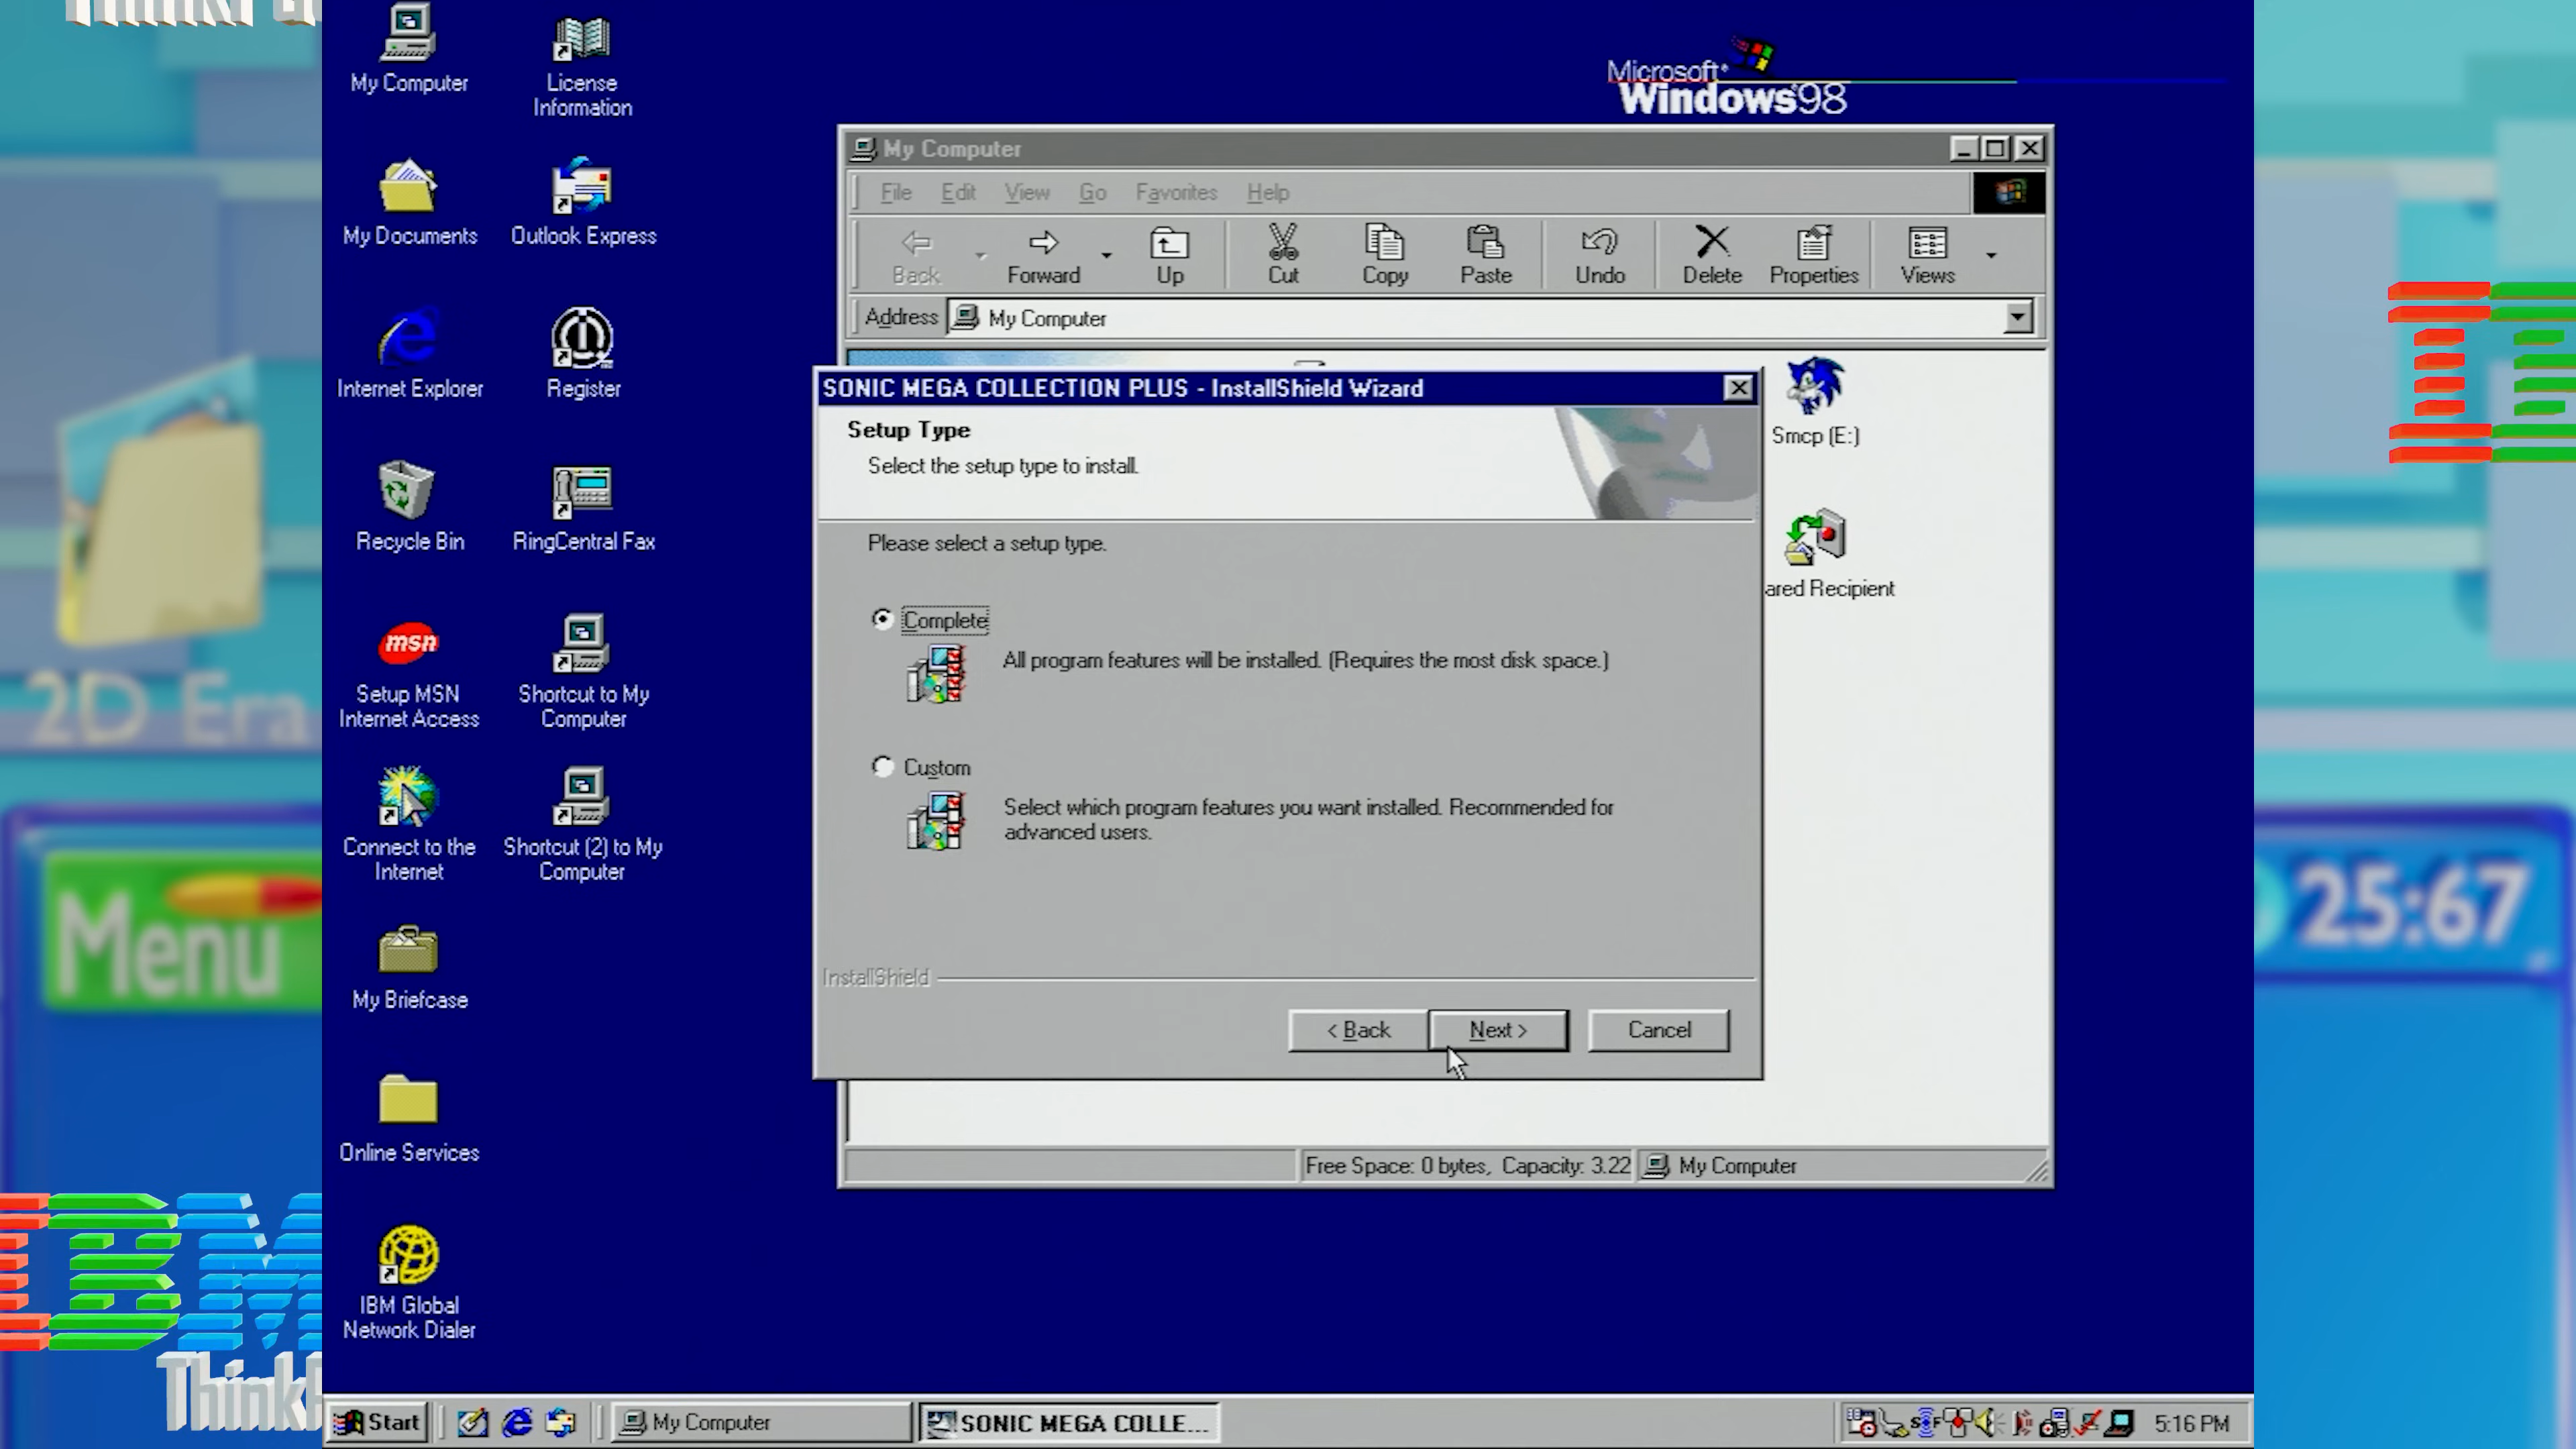 My Computer
License
Information
My Documents
Outlook Express
Internet Explorer
Register
Recycle Bin
RingCentral Fax
msn
Setup MSN
Internet Access
Shortcut to My
Computer
Connect to the
Internet
Shortcut (2) to My
Computer
My Briefcase
Online Services
IBM Global
Network Dialer
Microsoft
Windows 98
My Computer
File Edit View Go Favorites Help
Back Forward Up Cut Copy Paste Undo Delete Properties Views
Address My Computer
Smcp (E:)
ared Recipient
SONIC MEGA COLLECTION PLUS - InstallShield Wizard
Setup Type
Select the setup type to install.
Please select a setup type.
Complete
All program features will be installed. (Requires the most disk space.)
Custom
Select which program features you want installed. Recommended for
advanced users.
InstallShield
< Back Next > Cancel
Free Space: 0 bytes, Capacity: 3.22 My Computer
Start My Computer SONIC MEGA COLLE... 5:16 PM
2D Era
Menu
25:67
IBM